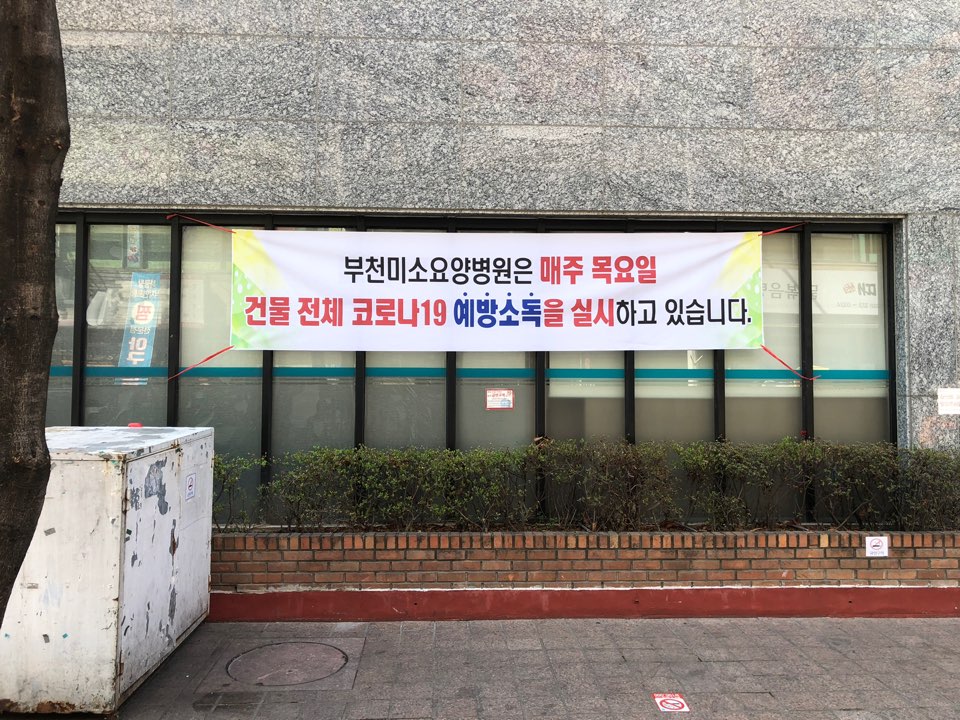 부천미소요양병원은 매주 목요일
건물 전체 코로나19 예방소독을 실시하고 있습니다.